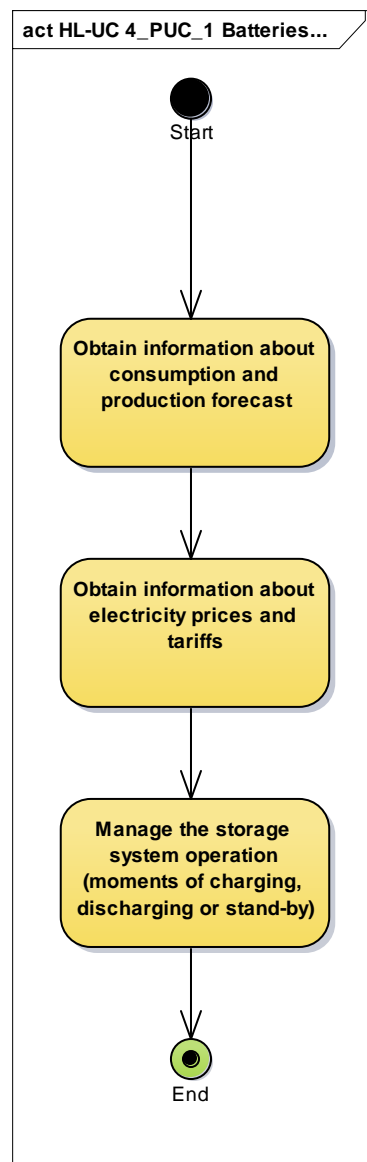 act HL-UC 4_PUC_1 Batteries...
Start
Obtain information about
consumption and
production forecast
Obtain information about
electricity prices and
tariffs
Manage the storage
system operation
(moments of charging,
discharging or stand-by)
End